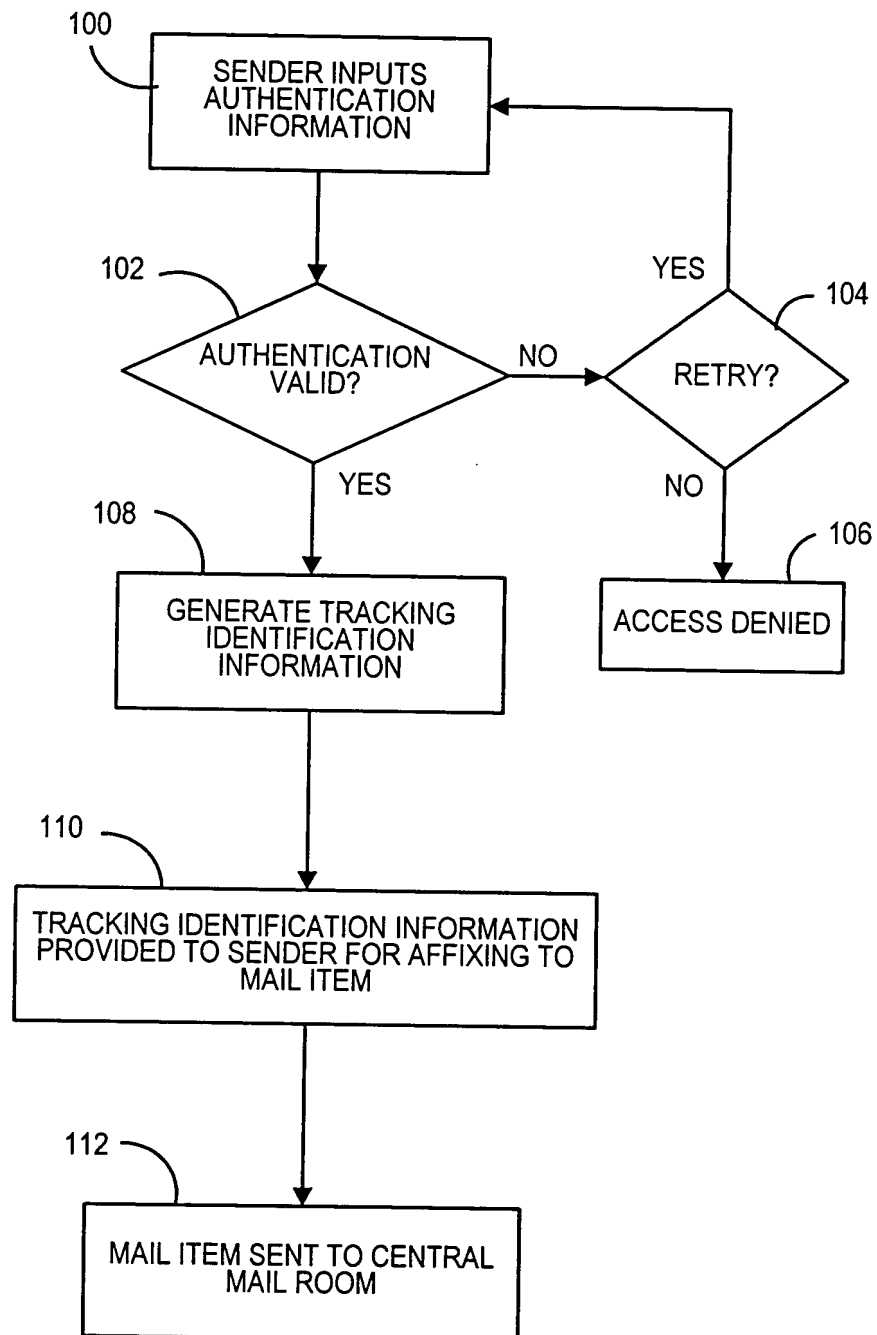 100
SENDER INPUTS
AUTHENTICATION
INFORMATION
102
AUTHENTICATION
VALID?
NO
YES
104
RETRY?
YES
NO
106
ACCESS DENIED
108
GENERATE TRACKING
IDENTIFICATION
INFORMATION
110
TRACKING IDENTIFICATION INFORMATION
PROVIDED TO SENDER FOR AFFIXING TO
MAIL ITEM
112
MAIL ITEM SENT TO CENTRAL
MAIL ROOM